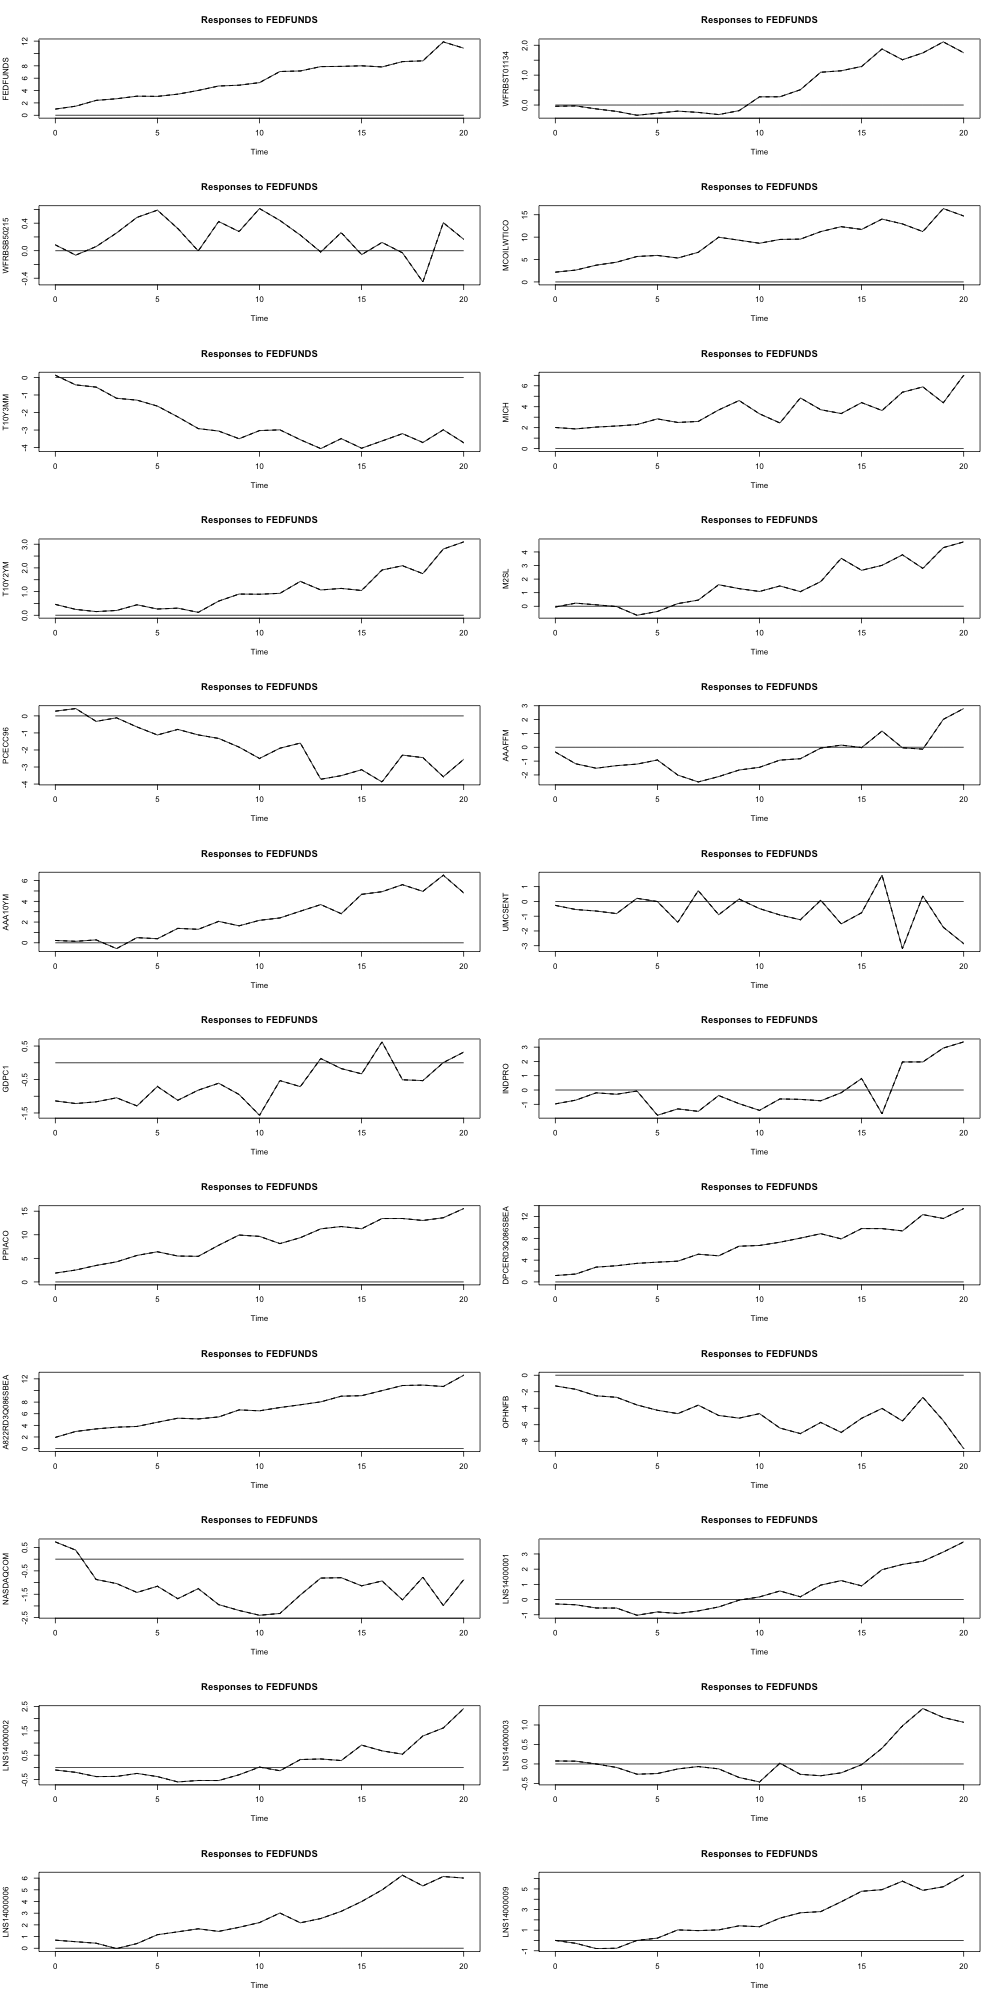 Responses to FEDFUNDS
FEDFUNDS
0 2 4 8 12
0 5 10 15 20
Time
Responses to FEDFUNDS
WFRBST01134
0.0 1.0 2.0
0 5 10 15 20
Time
Responses to FEDFUNDS
WFRBSB50215
-0.4 0.0 0.4
0 5 10 15 20
Time
Responses to FEDFUNDS
MCOILWTICO
0 5 10 15
0 5 10 15 20
Time
Responses to FEDFUNDS
T10Y3MM
-4 -3 -2 -1 0
0 5 10 15 20
Time
Responses to FEDFUNDS
MICH
0 2 4 6
0 5 10 15 20
Time
Responses to FEDFUNDS
T10Y2YM
0.0 1.0 2.0 3.0
0 5 10 15 20
Time
Responses to FEDFUNDS
M2SL
0 1 2 3 4
0 5 10 15 20
Time
Responses to FEDFUNDS
PCECC96
-4 -3 -2 -1 0
0 5 10 15 20
Time
Responses to FEDFUNDS
AAAFFM
-2 -1 0 1 2 3
0 5 10 15 20
Time
Responses to FEDFUNDS
AAA10YM
0 2 4 6
0 5 10 15 20
Time
Responses to FEDFUNDS
UMCSENT
-3 -2 -1 0 1
0 5 10 15 20
Time
Responses to FEDFUNDS
GDPC1
-1.5 -0.5 0.5
0 5 10 15 20
Time
Responses to FEDFUNDS
INDPRO
-1 0 1 2 3
0 5 10 15 20
Time
Responses to FEDFUNDS
PPIACO
0 5 10 15
0 5 10 15 20
Time
Responses to FEDFUNDS
DPCERD3Q086SBEA
0 4 8 12
0 5 10 15 20
Time
Responses to FEDFUNDS
A822RD3Q086SBEA
0 2 4 8 12
0 5 10 15 20
Time
Responses to FEDFUNDS
OPHNFB
-8 -6 -4 -2 0
0 5 10 15 20
Time
Responses to FEDFUNDS
NASDAQCOM
-2.5 -1.5 -0.5 0.5
0 5 10 15 20
Time
Responses to FEDFUNDS
LNS14000001
-1 0 1 2 3
0 5 10 15 20
Time
Responses to FEDFUNDS
LNS14000002
-0.5 0.5 1.5 2.5
0 5 10 15 20
Time
Responses to FEDFUNDS
LNS14000003
-0.5 0.0 0.5 1.0
0 5 10 15 20
Time
Responses to FEDFUNDS
LNS14000006
0 1 2 3 4 5 6
0 5 10 15 20
Time
Responses to FEDFUNDS
LNS14000009
-1 1 3 5
0 5 10 15 20
Time